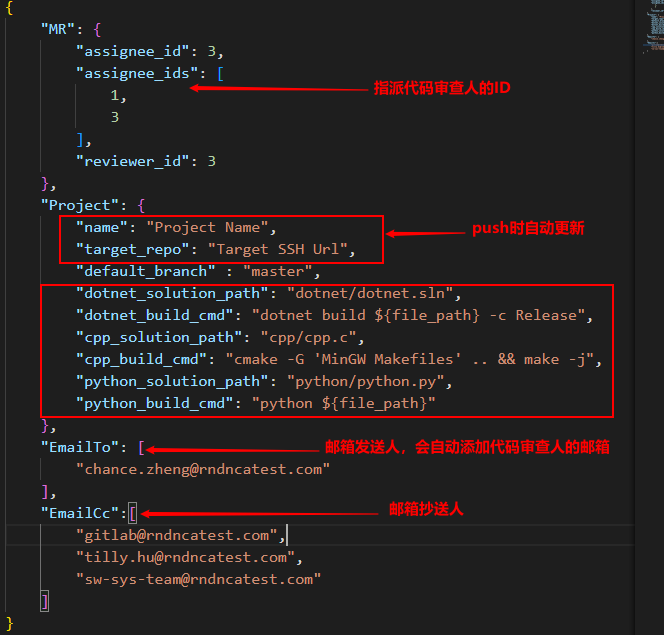 {
"MR": {
"assignee_id": 3,
"assignee_ids": [
1,
指派代码审查人的ID
3
],
"reviewer_id": 3
},
"Project": {
"name": "Project Name",
push时自动更新
"target_repo": "Target SSH Url",
"default_branch" : "master",
"dotnet_solution_path": "dotnet/dotnet.sln",
"dotnet_build_cmd": "dotnet build ${file_path} -c Release",
"cpp_solution_path": "cpp/cpp.c",
"cpp_build_cmd": "cmake -G 'MinGW Makefiles' .. && make -j",
"python_solution_path": "python/python.py",
"python_build_cmd": "python ${file_path}"
},
"EmailTo": [
邮箱发送人，会自动添加代码审查人的邮箱
"chance.zheng@rndncatest.com"
],
"EmailCc":[
邮箱抄送人
"gitlab@rndncatest.com",
"tilly.hu@rndncatest.com",
"sw-sys-team@rndncatest.com"
]
}